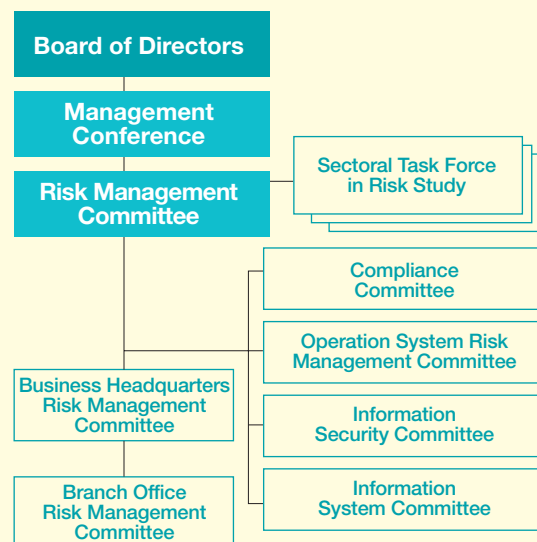 Board of Directors
Management
Conference
Risk Management
Committee
Sectoral Task Force
in Risk Study
Compliance
Committee
Operation System Risk
Management Committee
Business Headquarters
Risk Management
Committee
Information
Security Committee
Branch Office
Risk Management
Committee
Information
System Committee